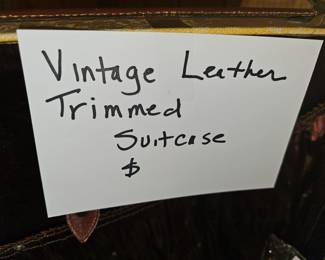 Vintage Leather
Trimmed
Suitcase
$